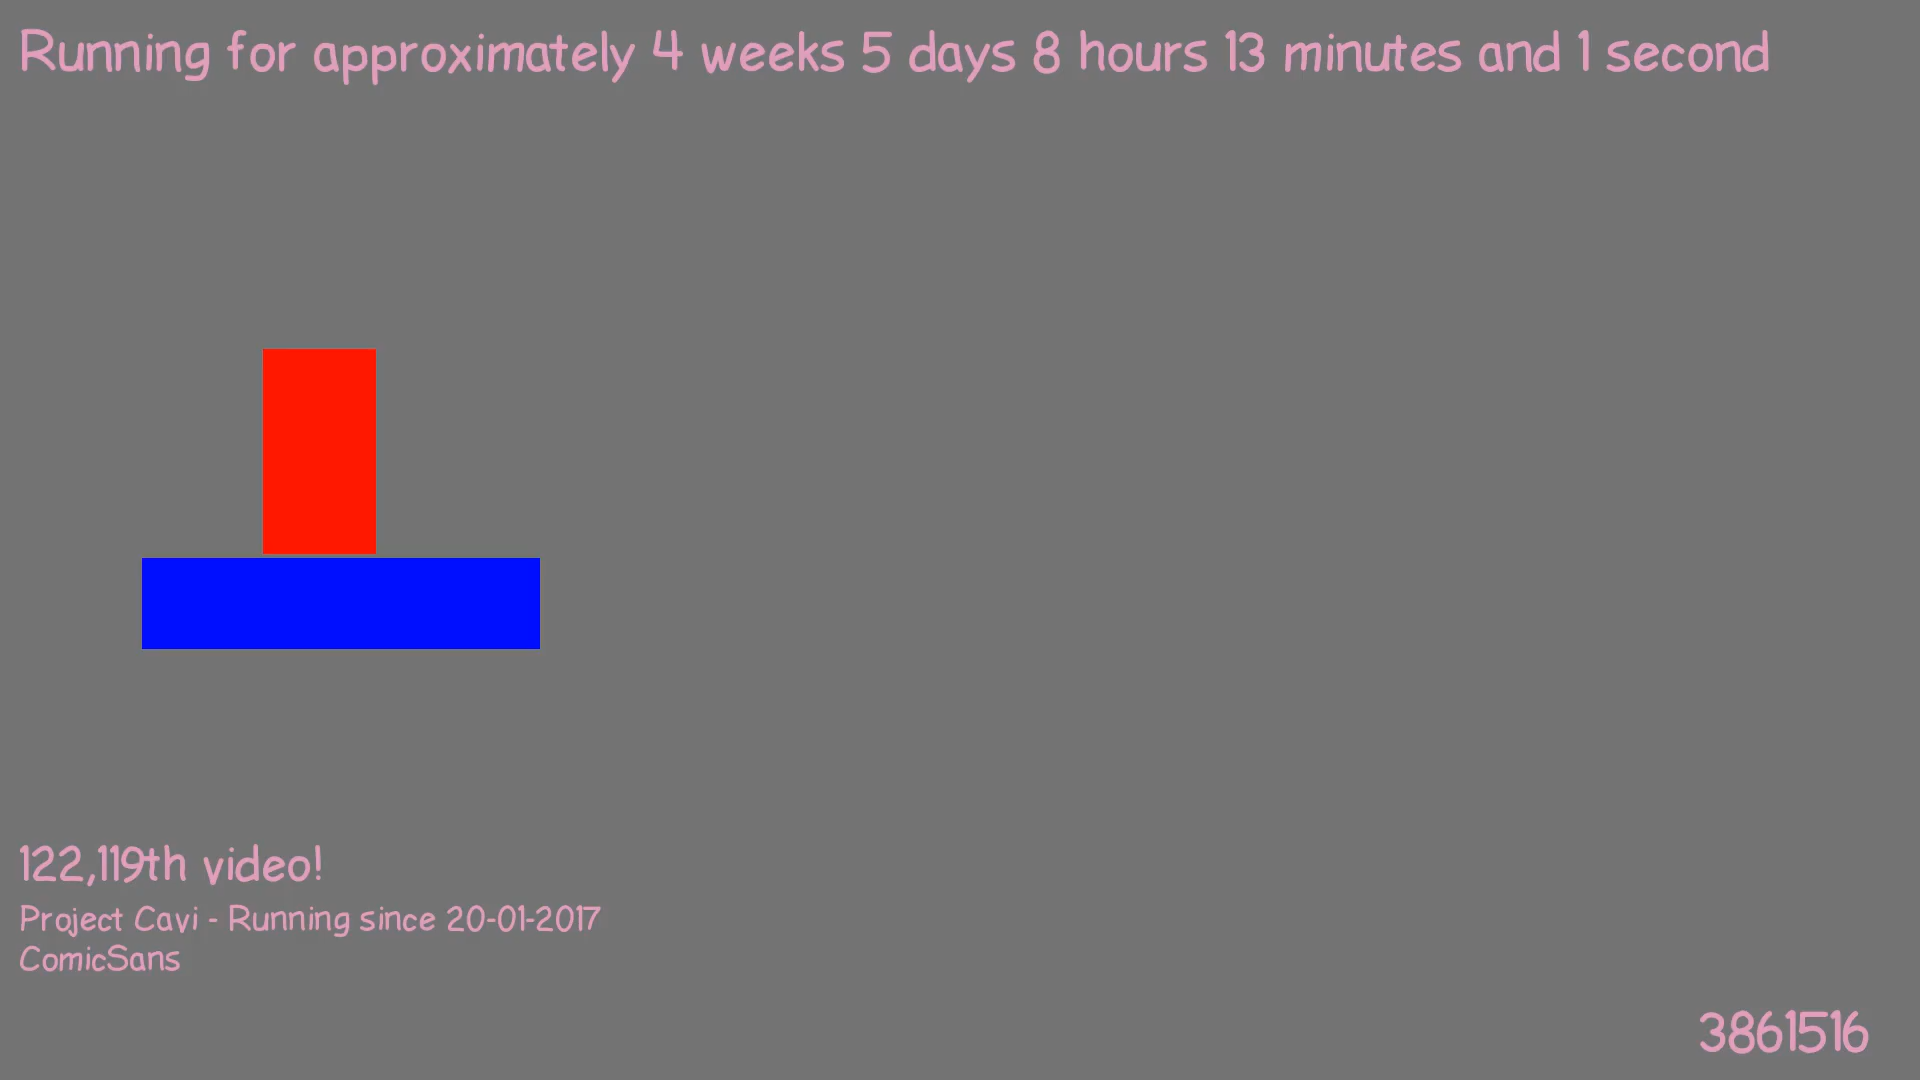 Running for approximately 4 weeks 5 days 8 hours 13 minutes and 1 second
122,119th video!
Project Cavi - Running since 20-01-2017
ComicSans
3861516